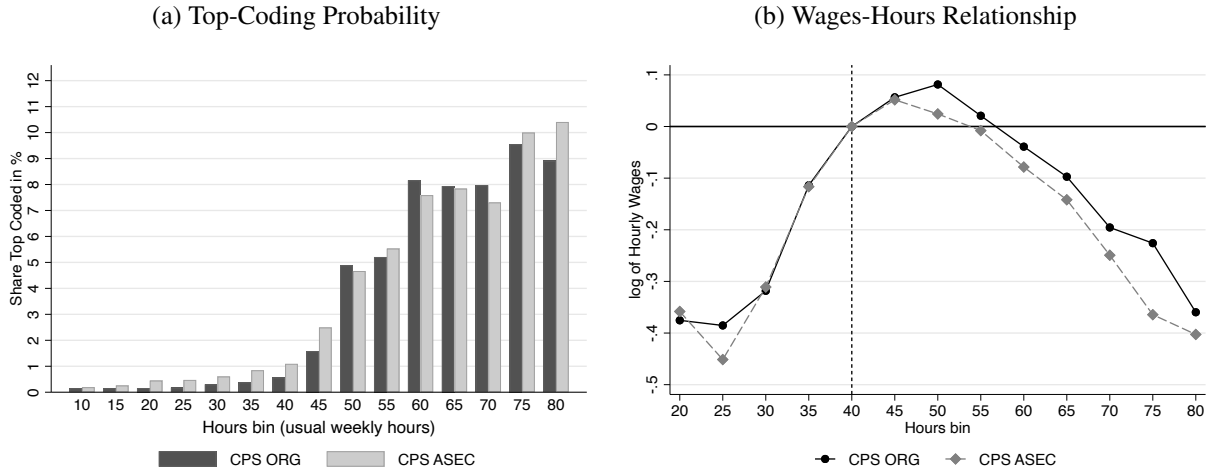 (a) Top-Coding Probability
Share Top Coded in %
12
11
10
9
8
7
6
5
4
3
2
1
0
10 15 20 25 30 35 40 45 50 55 60 65 70 75 80
Hours bin (usual weekly hours)
CPS ORG CPS ASEC
(b) Wages-Hours Relationship
log of Hourly Wages
.1
0
-.1
-.2
-.3
-.4
-.5
20 25 30 35 40 45 50 55 60 65 70 75 80
Hours bin
CPS ORG CPS ASEC